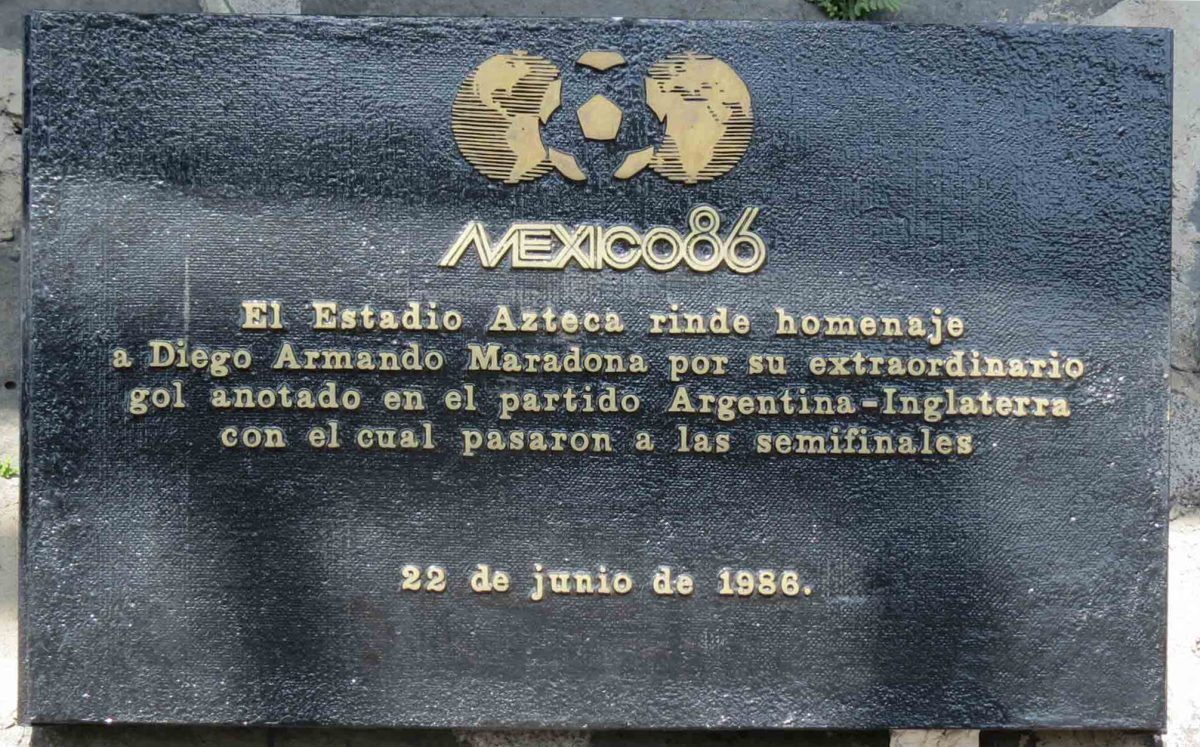 MEXICO86
El Estadio Azteca rinde homenaje
a Diego Armando Maradona por su extraordinario
gol anotado en el partido Argentina-Inglaterra
con el cual pasaron a las semifinales
22 de junio de 1986.